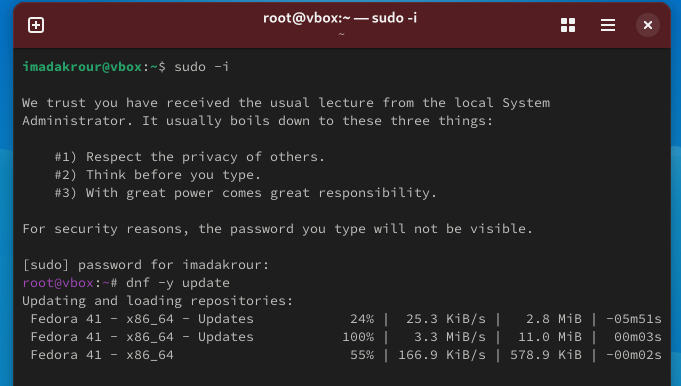 root@vbox:~ — sudo -i
~
imadakrour@vbox:~$ sudo -i
We trust you have received the usual lecture from the local System
Administrator. It usually boils down to these three things:
#1) Respect the privacy of others.
#2) Think before you type.
#3) With great power comes great responsibility.
For security reasons, the password you type will not be visible.
[sudo] password for imadakrour:
root@vbox:~# dnf -y update
Updating and loading repositories:
Fedora 41 - x86_64 - Updates 24% | 25.3 KiB/s | 2.8 MiB | -05m51s
Fedora 41 - x86_64 - Updates 100% | 3.3 MiB/s | 11.0 MiB | 00m03s
Fedora 41 - x86_64 55% | 166.9 KiB/s | 578.9 KiB | -00m02s